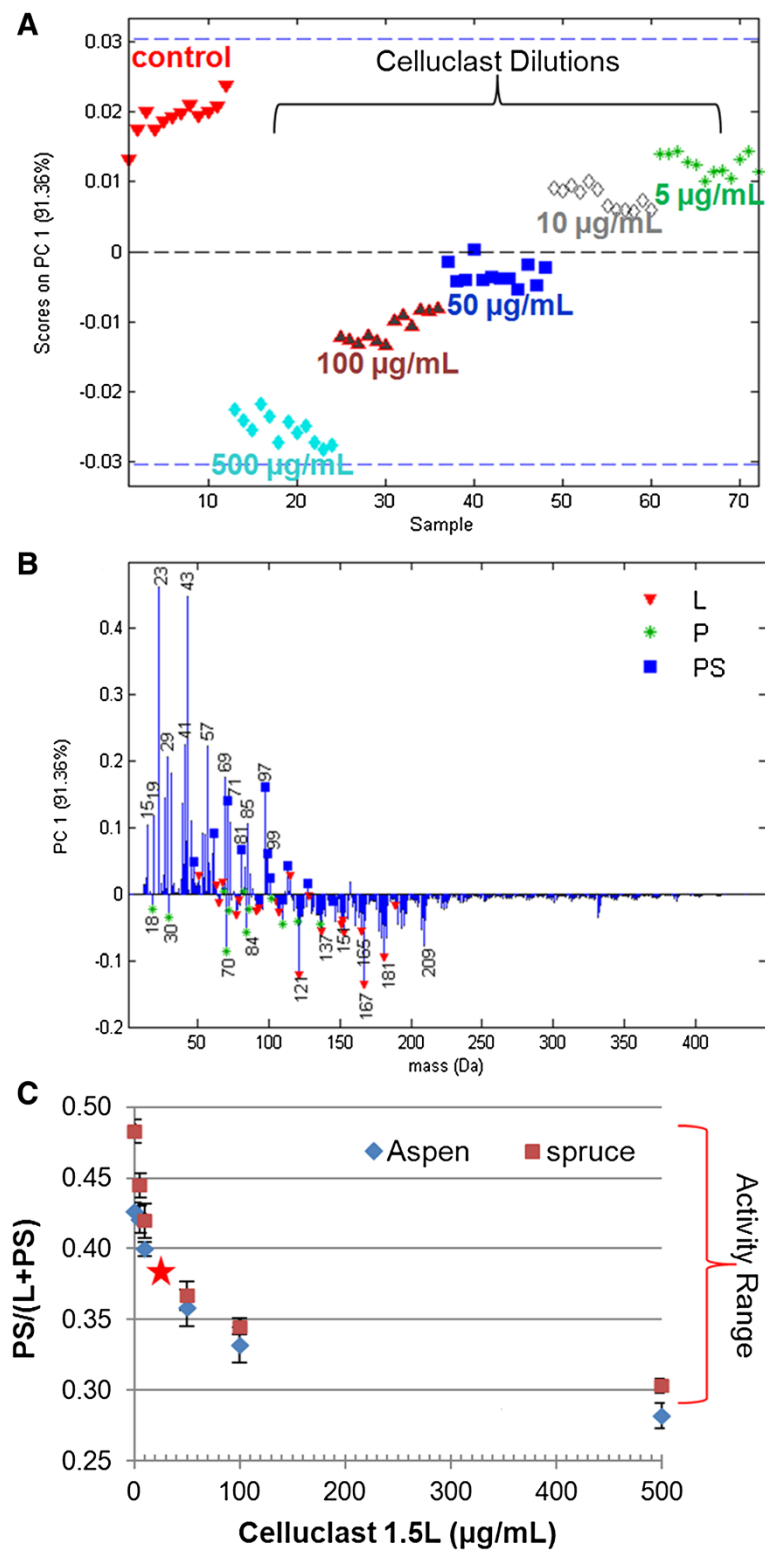 A
0.03
0.02
0.01
0
-0.01
-0.02
-0.03
Scores on PC 1 (91.36%)
control
Celluclast Dilutions
5 µg/mL
10 µg/mL
50 µg/mL
100 µg/mL
500 µg/mL
10 20 30 40 50 60 70
Sample
B
0.4
0.3
0.2
0.1
0
-0.1
-0.2
PC 1 (91.36%)
L
P
PS
15 19 23 29 41 43 57 69 71 81 85 97 99
18 30 70 84 121 137 151 165 167 181 209
50 100 150 200 250 300 350 400
mass (Da)
C
0.50
0.45
0.40
0.35
0.30
0.25
PS/(L+PS)
Aspen spruce
Activity Range
0 100 200 300 400 500
Celluclast 1.5L (µg/mL)